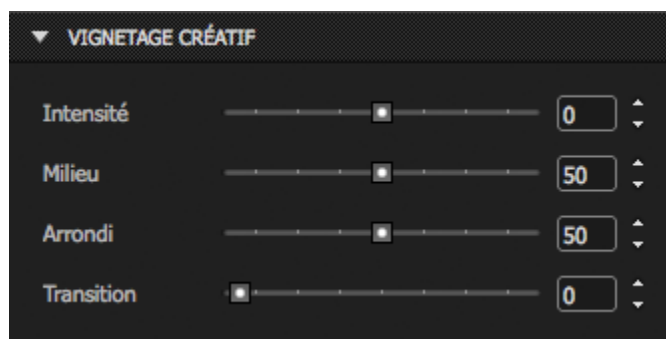 VIGNETAGE CRÉATIF
Intensité 0
Milieu 50
Arrondi 50
Transition 0